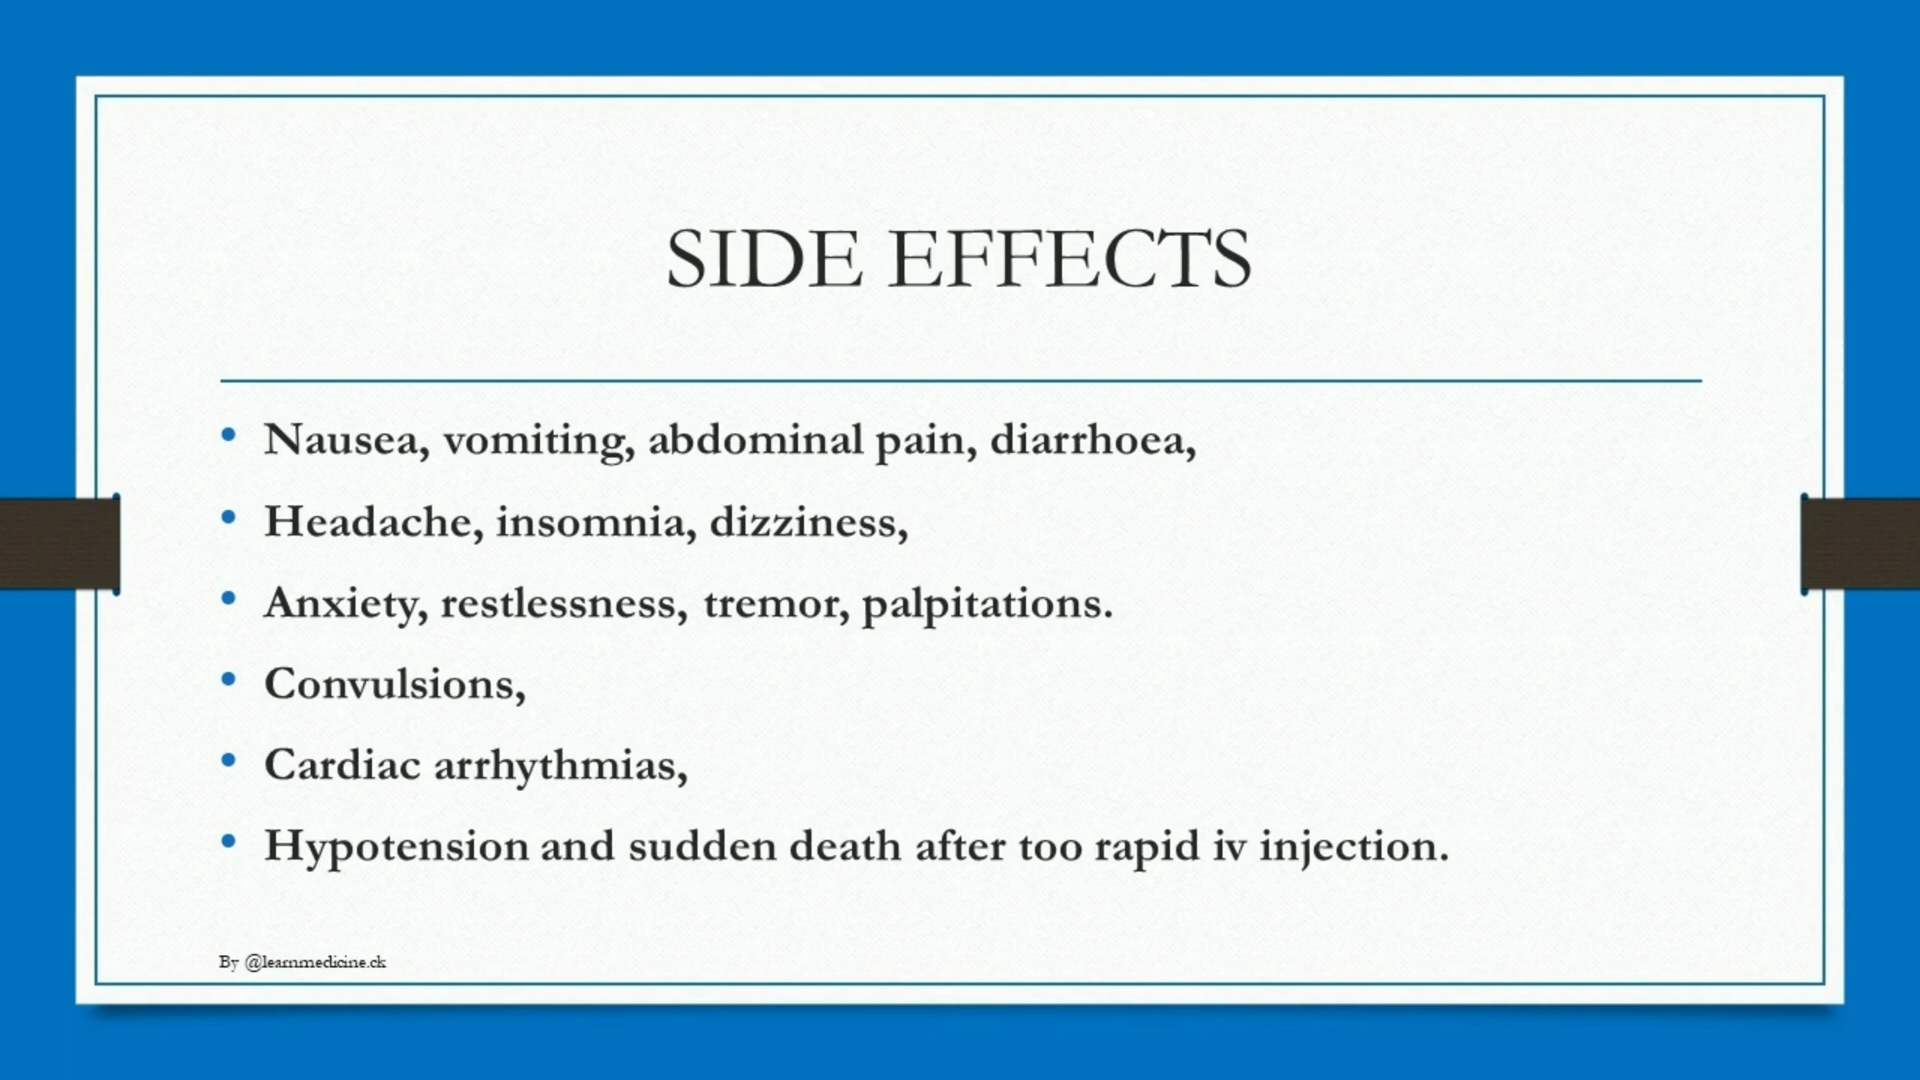 SIDE EFFECTS
• Nausea, vomiting, abdominal pain, diarrhoea,
• Headache, insomnia, dizziness,
• Anxiety, restlessness, tremor, palpitations.
• Convulsions,
• Cardiac arrhythmias,
• Hypotension and sudden death after too rapid iv injection.
By @learnmedicine.ck